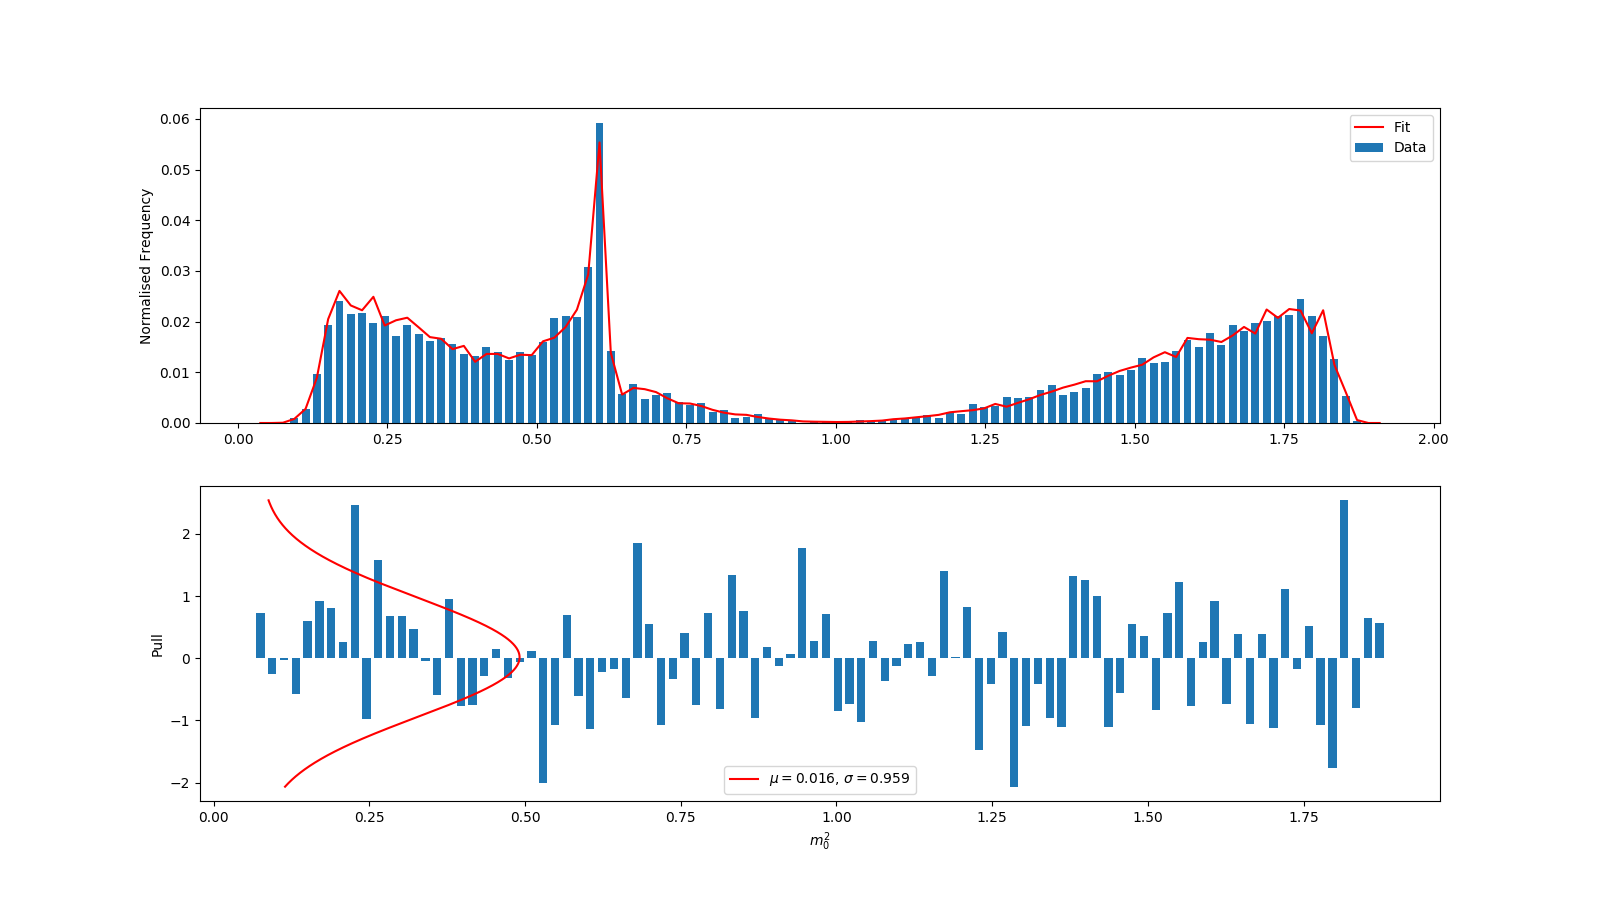 Normalised Frequency
0.06
0.05
0.04
0.03
0.02
0.01
0.00
Fit
Data
0.00 0.25 0.50 0.75 1.00 1.25 1.50 1.75 2.00
Pull
2
1
0
−1
−2
μ = 0.016, σ = 0.959
0.00 0.25 0.50 0.75 1.00 1.25 1.50 1.75
m₀²